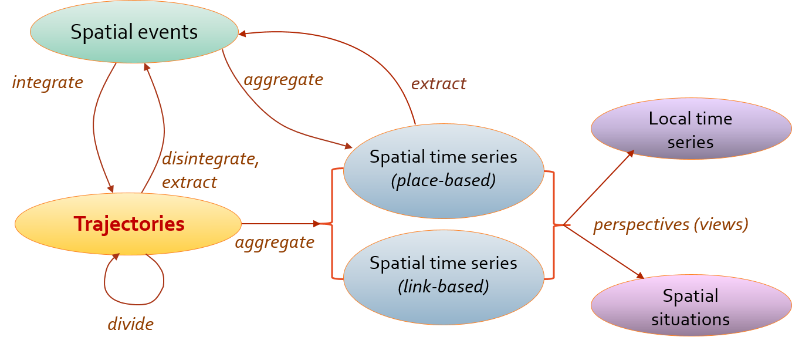 Spatial events
integrate
aggregate
extract
disintegrate,
extract
Spatial time series
(place-based)
Local time
series
Trajectories
aggregate
perspectives (views)
Spatial time series
(link-based)
divide
Spatial
situations